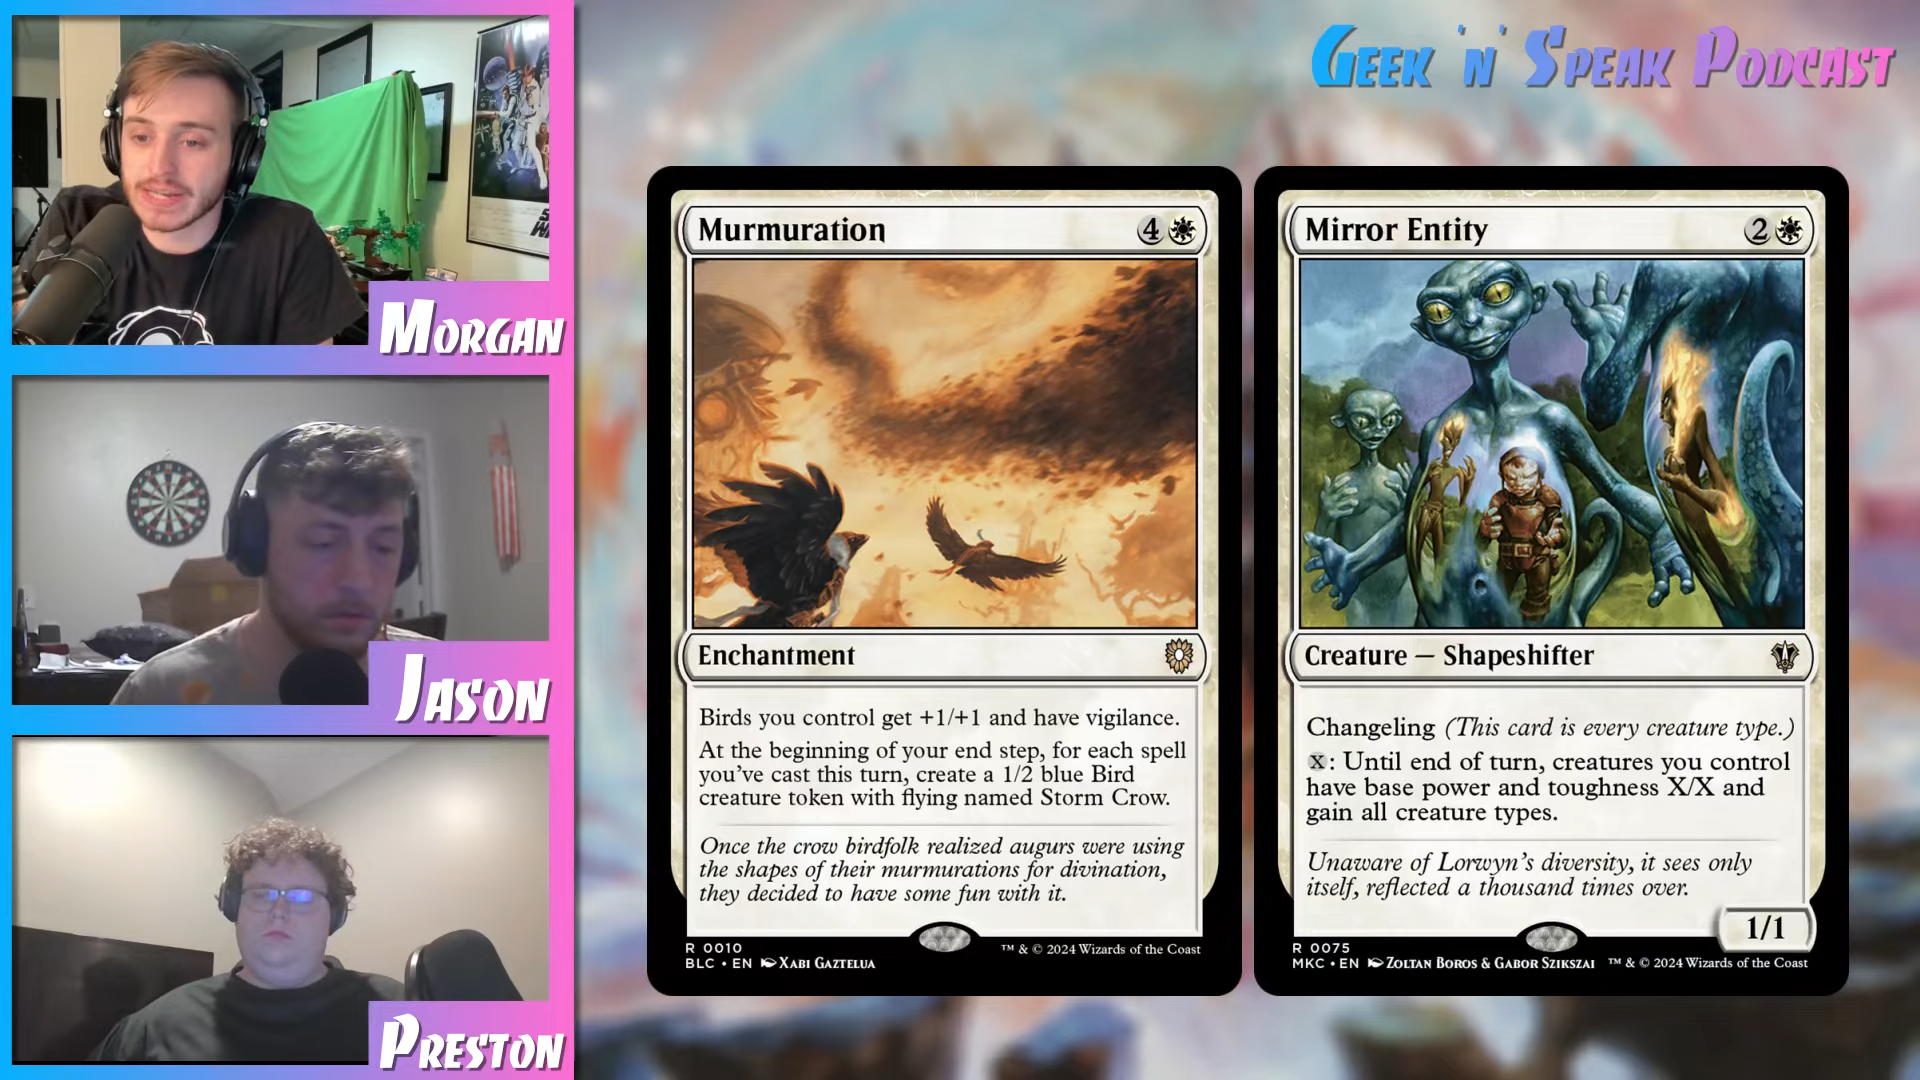 Geek 'n' Speak Podcast
Morgan
Jason
Preston
Murmuration
4
Enchantment
Birds you control get +1/+1 and have vigilance.
At the beginning of your end step, for each spell
you've cast this turn, create a 1/2 blue Bird
creature token with flying named Storm Crow.
Once the crow birdfolk realized augurs were using
the shapes of their murmurations for divination,
they decided to have some fun with it.
R 0010
BLC • EN Xabi Gaztelua
™ & © 2024 Wizards of the Coast
Mirror Entity
2
Creature — Shapeshifter
Changeling (This card is every creature type.)
X: Until end of turn, creatures you control
have base power and toughness X/X and
gain all creature types.
Unaware of Lorwyn's diversity, it sees only
itself, reflected a thousand times over.
1/1
R 0075
MKC • EN Zoltan Boros & Gabor Szikszai
™ & © 2024 Wizards of the Coast